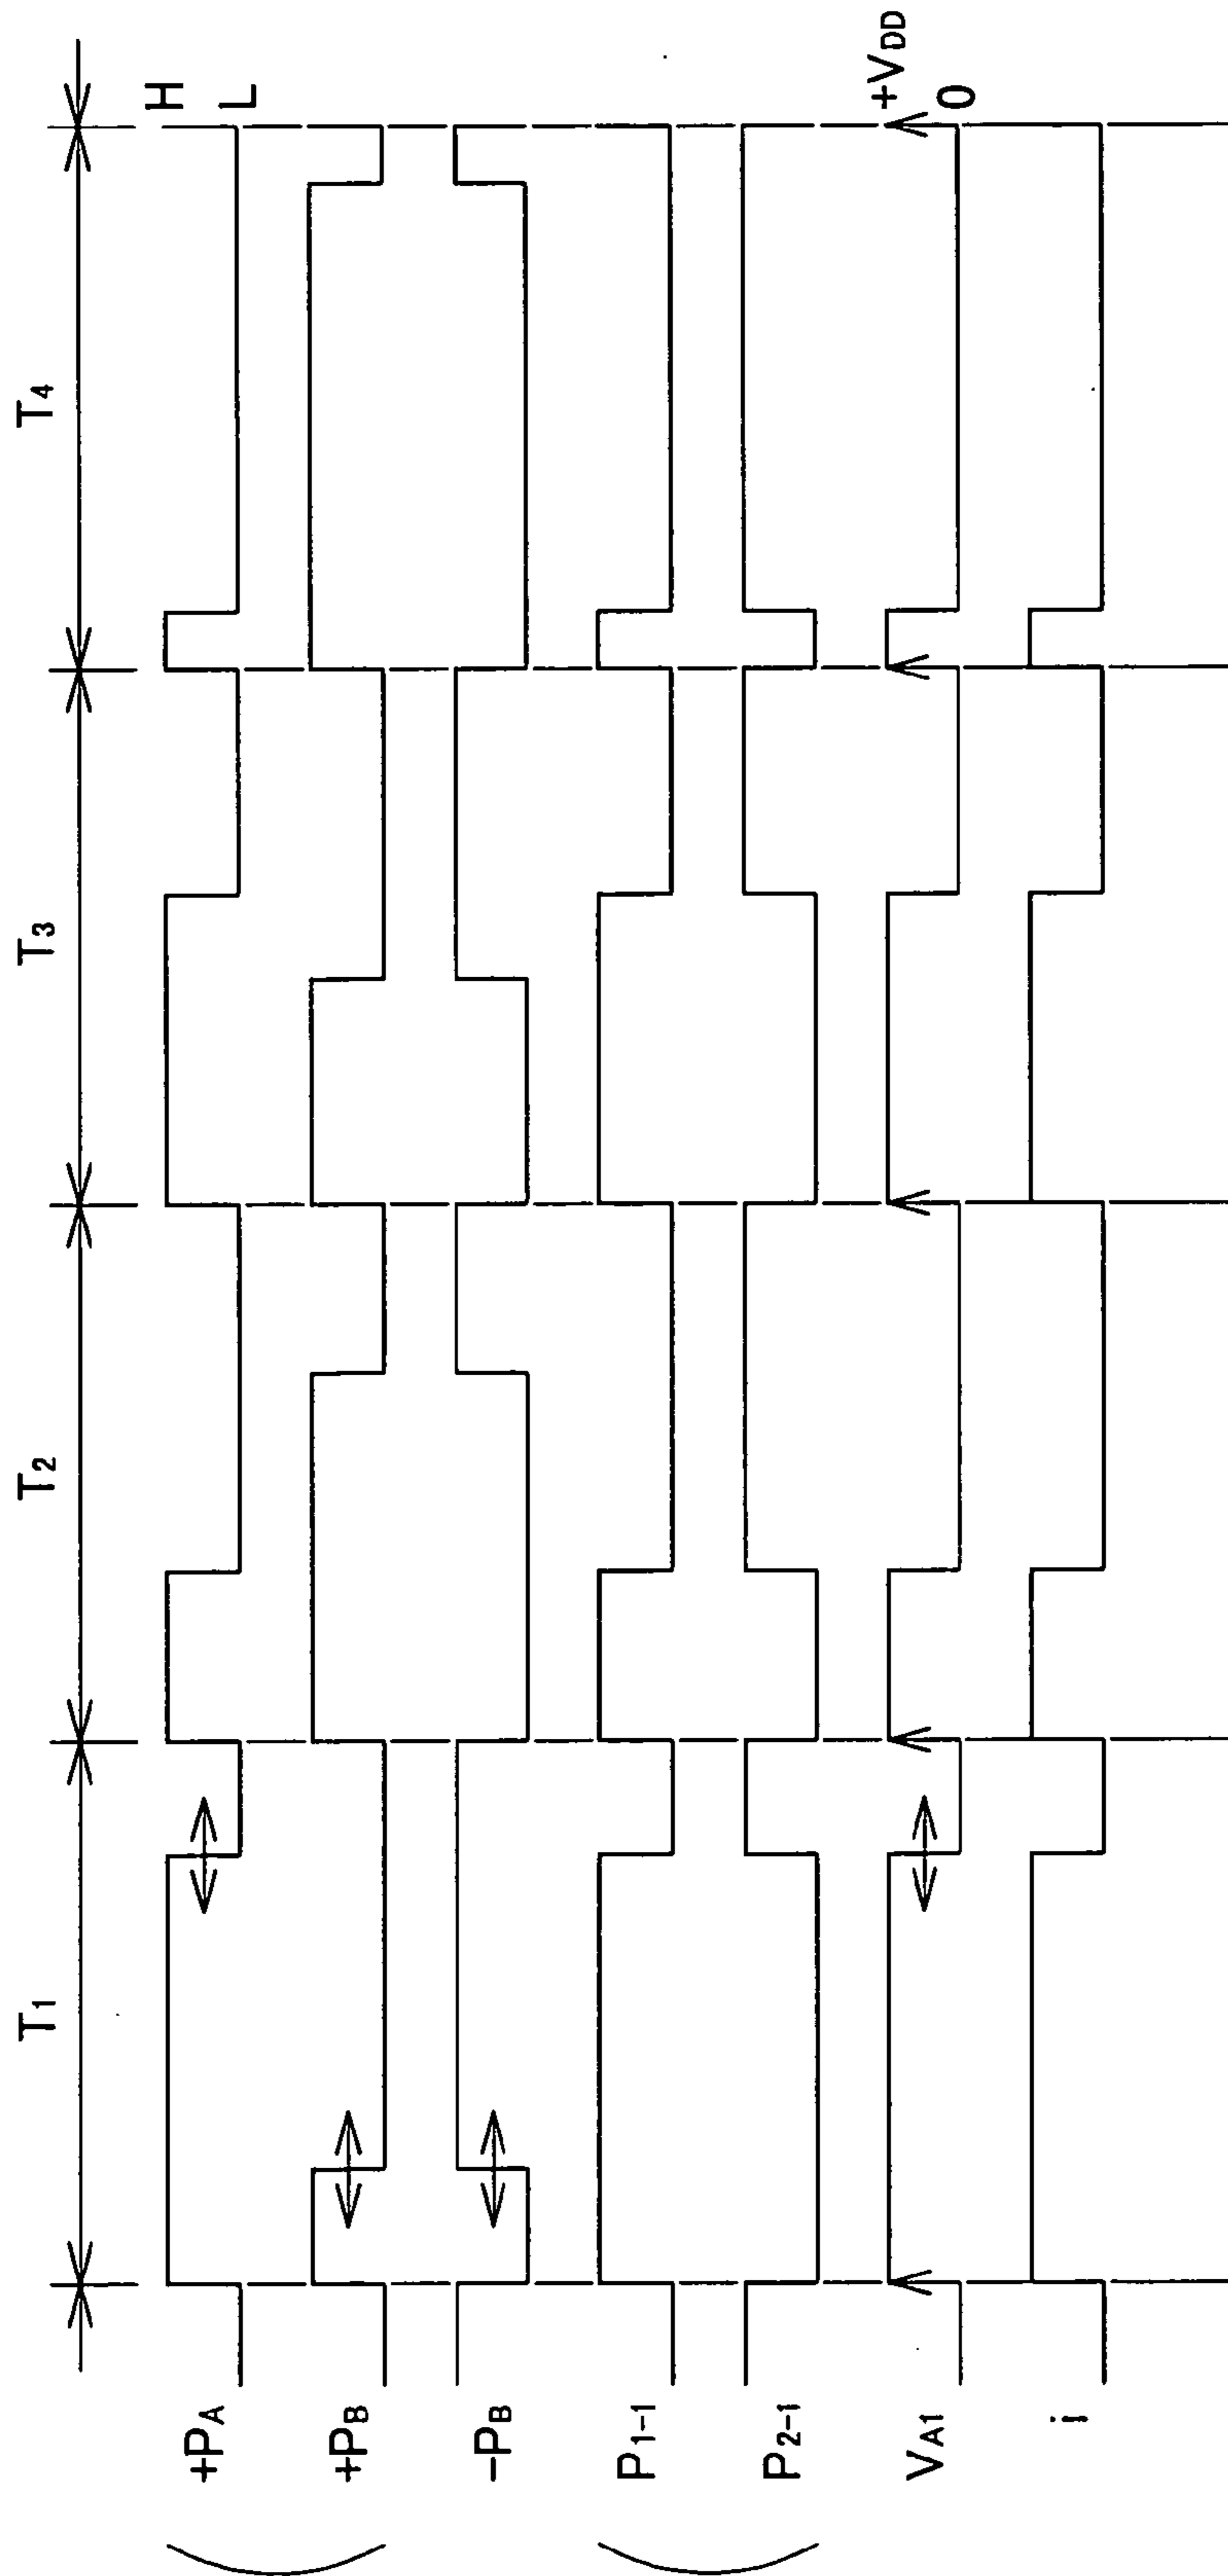 T1 T2 T3 T4
+PA H
L
+PB
-PB
P1-1
P2-1
VA1 +VDD
0
i